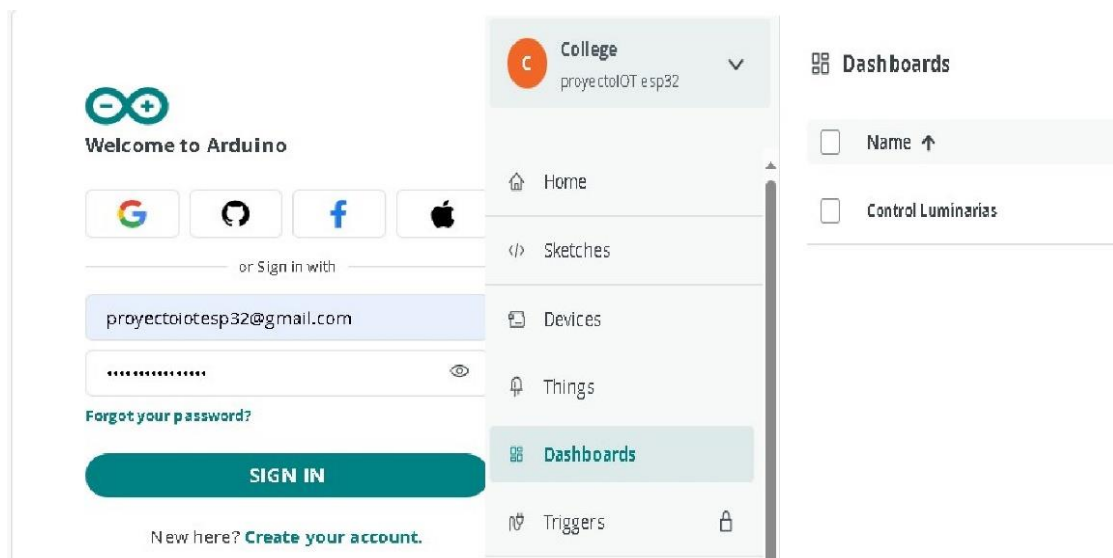 Welcome to Arduino
or Sign in with
proyectoiotesp32@gmail.com
Forgot your password?
SIGN IN
New here? Create your account.
C
College
proyectoIOT esp32
Home
Sketches
Devices
Things
Dashboards
Triggers
Dashboards
Name ↑
Control Luminarias